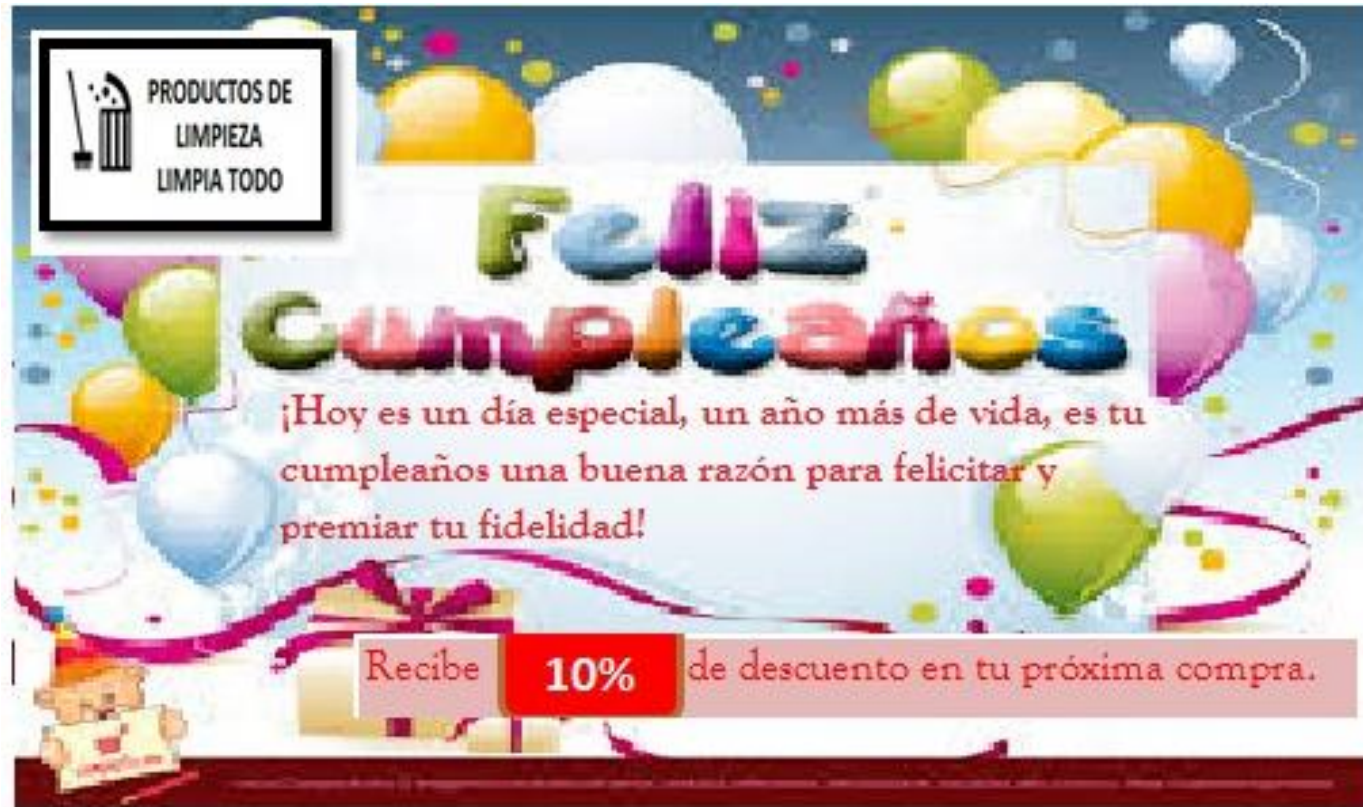 PRODUCTOS DE
LIMPIEZA
LIMPIA TODO
Feliz
Cumpleaños
¡Hoy es un día especial, un año más de vida, es tu
cumpleaños una buena razón para felicitar y
premiar tu fidelidad!
Recibe 10% de descuento en tu próxima compra.